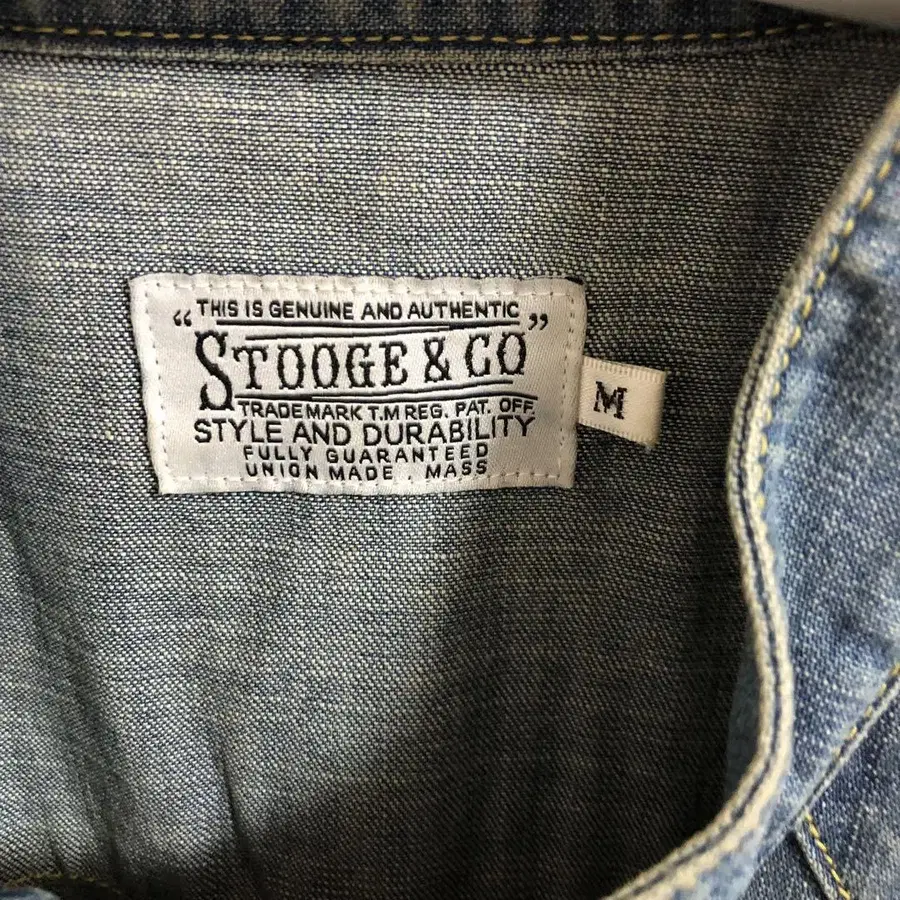 THIS IS GENUINE AND AUTHENTIC
"STOOGE & CO"
TRADE MARK T.M REG. PAT. OFF.
STYLE AND DURABILITY
FULLY GUARANTEED
UNION MADE . MASS
M